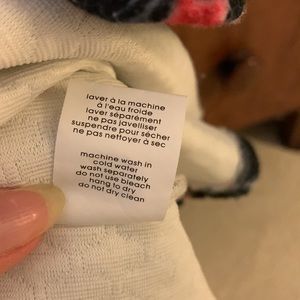 laver à la machine
à l'eau froide
laver séparément
ne pas javelliser
suspendre pour sécher
ne pas nettoyer à sec
machine wash in
cold water
wash separately
do not use bleach
hang to dry
do not dry clean